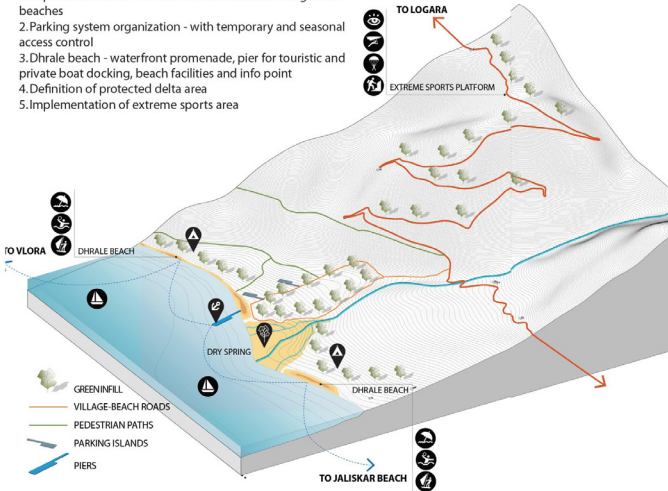 beaches
2.Parking system organization - with temporary and seasonal
access control
3.Dhrale beach - waterfront promenade, pier for touristic and
private boat docking, beach facilities and info point
4.Definition of protected delta area
5.Implementation of extreme sports area
TO LOGARA
EXTREME SPORTS PLATFORM
TO VLORA
DHRALE BEACH
DRY SPRING
DHRALE BEACH
GREENINFILL
VILLAGE-BEACH ROADS
PEDESTRIAN PATHS
PARKING ISLANDS
PIERS
TO JALISKAR BEACH